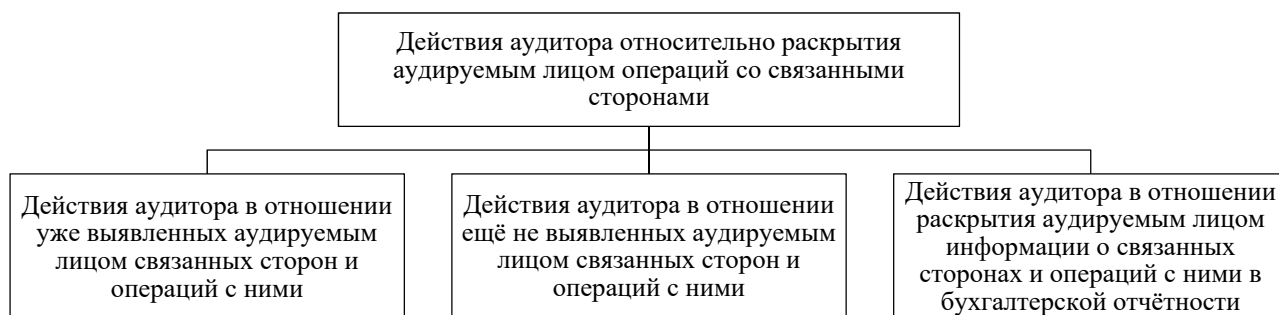 Действия аудитора относительно раскрытия
аудируемым лицом операций со связанными
сторонами
Действия аудитора в отношении
уже выявленных аудируемым
лицом связанных сторон и
операций с ними
Действия аудитора в отношении
ещё не выявленных аудируемым
лицом связанных сторон и
операций с ними
Действия аудитора в отношении
раскрытия аудируемым лицом
информации о связанных
сторонах и операций с ними в
бухгалтерской отчётности